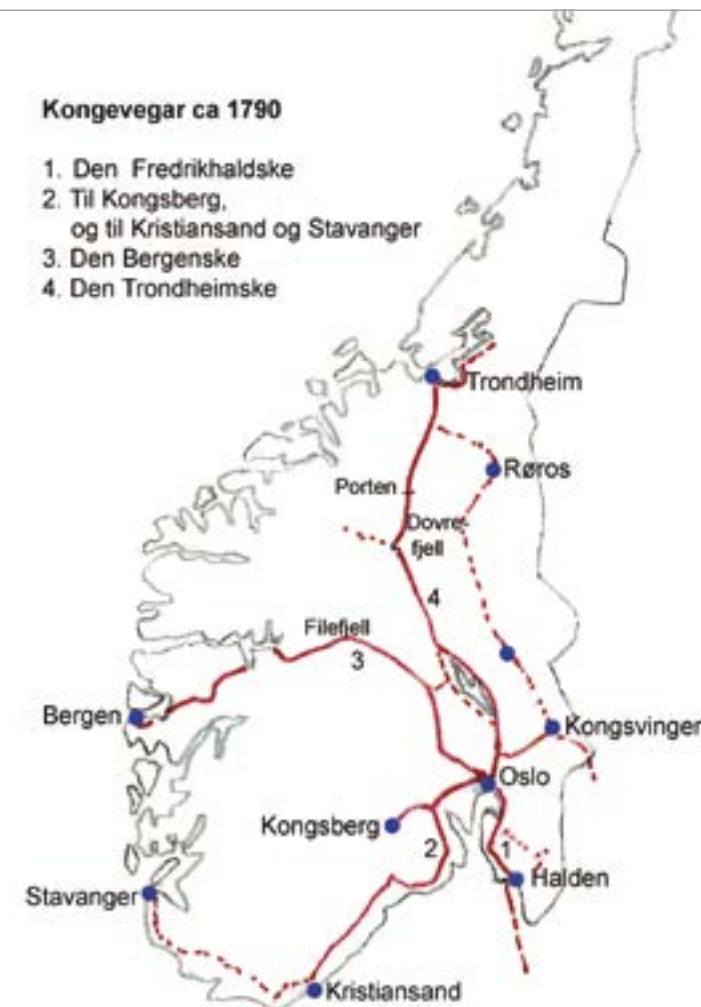 Kongevegar ca 1790
1. Den Fredrikhaldske
2. Til Kongsberg,
og til Kristiansand og Stavanger
3. Den Bergenske
4. Den Trondheimske
Trondheim
Røros
Porten
Dovre-
fjell
4
Filefjell
3
Bergen
Kongsvinger
Oslo
Kongsberg
2
1
Halden
Stavanger
Kristiansand